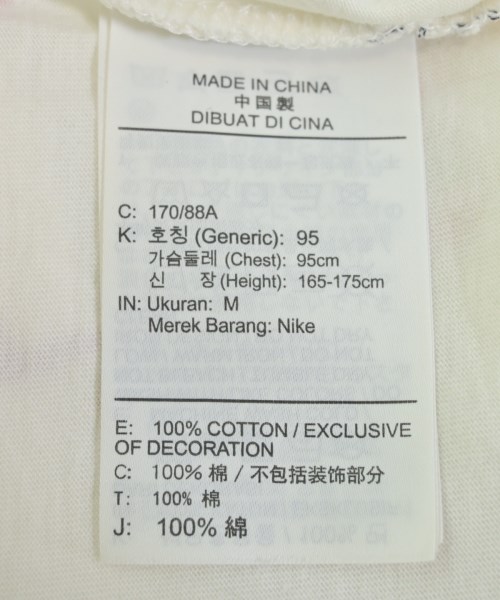 MADE IN CHINA
中国製
DIBUAT DI CINA
C: 170/88A
K: 호칭 (Generic): 95
가슴둘레 (Chest): 95cm
신 장 (Height): 165-175cm
IN: Ukuran: M
Merek Barang: Nike
E: 100% COTTON / EXCLUSIVE
OF DECORATION
C: 100% 棉 / 不包括装饰部分
T: 100% 棉
J: 100% 綿